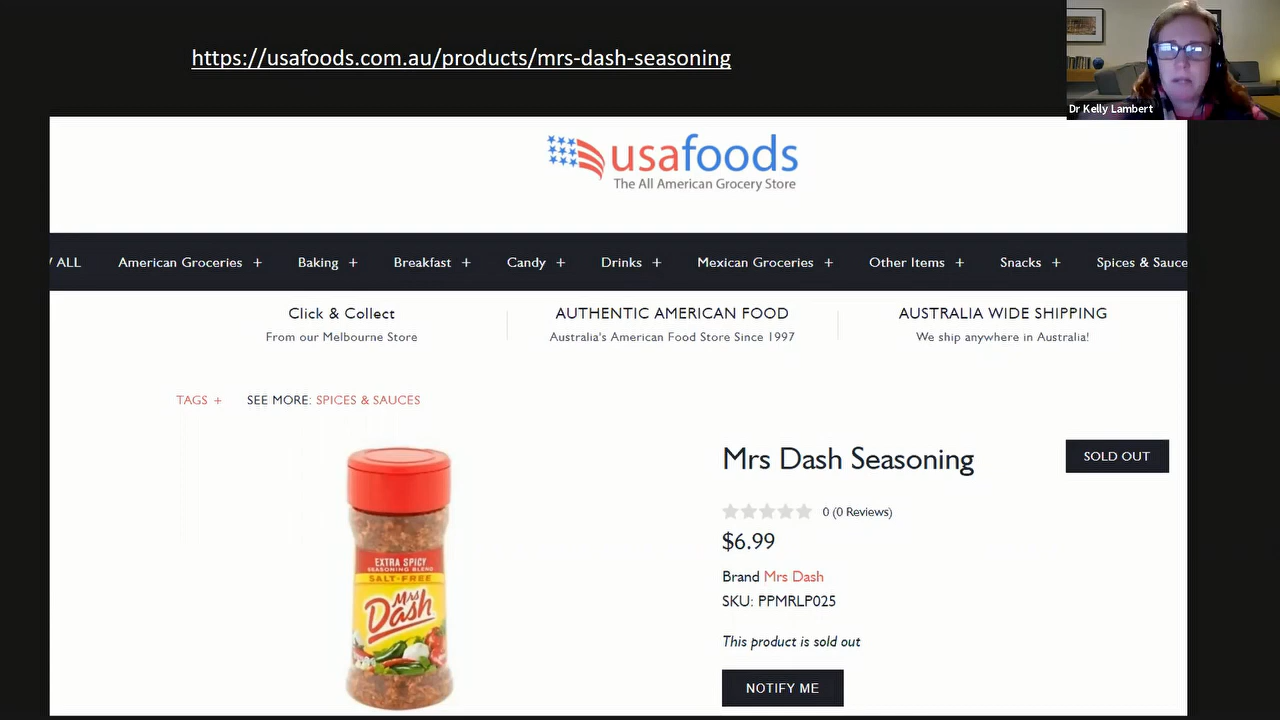 https://usafoods.com.au/products/mrs-dash-seasoning
Dr Kelly Lambert
usafoods
The All American Grocery Store
/ ALL American Groceries + Baking + Breakfast + Candy + Drinks + Mexican Groceries + Other Items + Snacks + Spices & Sauce
Click & Collect
From our Melbourne Store
AUTHENTIC AMERICAN FOOD
Australia's American Food Store Since 1997
AUSTRALIA WIDE SHIPPING
We ship anywhere in Australia!
TAGS + SEE MORE: SPICES & SAUCES
EXTRA SPICY
SEASONING BLEND
SALT-FREE
Mrs
Dash
Mrs Dash Seasoning
SOLD OUT
0 (0 Reviews)
$6.99
Brand Mrs Dash
SKU: PPMRLP025
This product is sold out
NOTIFY ME